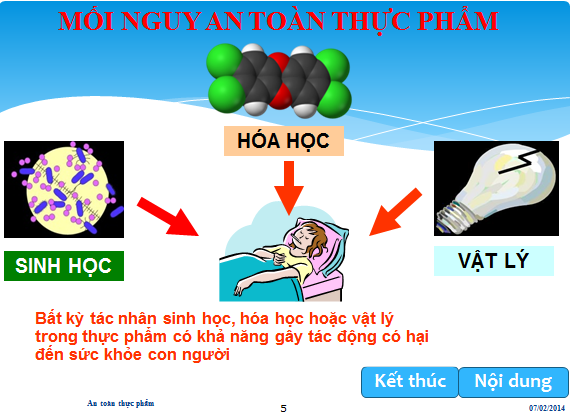 MỐI NGUY AN TOÀN THỰC PHẨM
HÓA HỌC
SINH HỌC
VẬT LÝ
Bất kỳ tác nhân sinh học, hóa học hoặc vật lý
trong thực phẩm có khả năng gây tác động có hại
đến sức khỏe con người
Kết thúc
Nội dung
An toàn thực phẩm
5
07/02/2014